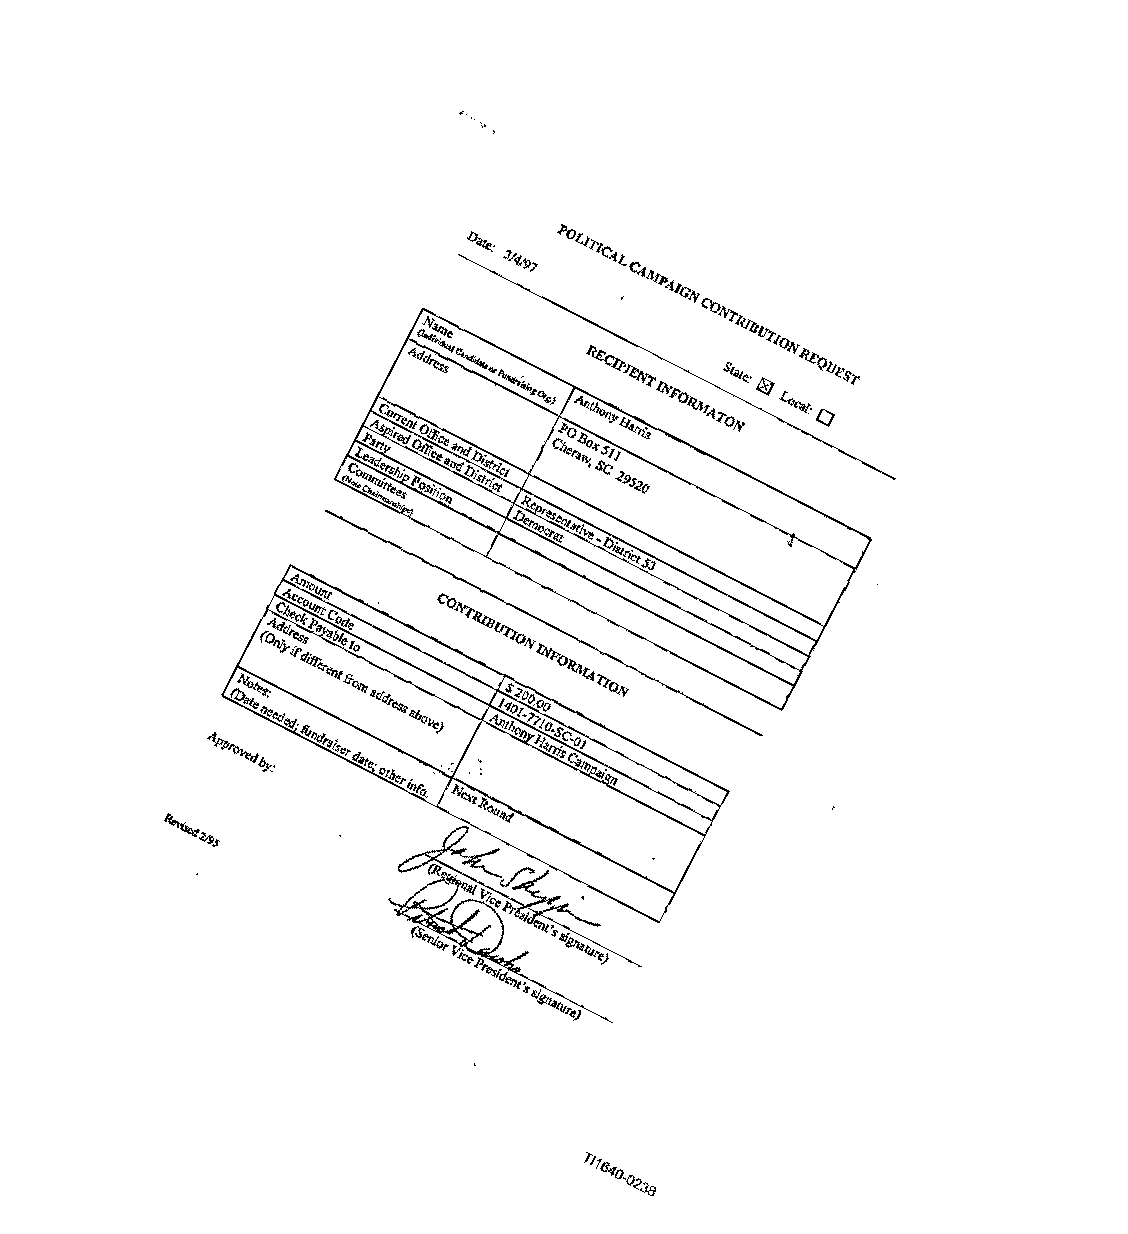 POLITICAL CAMPAIGN CONTRIBUTION REQUEST
Date: 3/4/97 State: ☒ Local: ☐
RECIPIENT INFORMATON
Name Anthony Harris
(Individual Candidate or Fundraising Org.)
Address PO Box 511
Cheraw, SC 29520
Current Office and District
Aspired Office and District Representative - District 53
Party Democrat
Leadership Position
Committees
(Note Chairmanships)
CONTRIBUTION INFORMATION
Amount $ 200.00
Account Code 1401-7710-SC-01
Check Payable to Anthony Harris Campaign
Address
(Only if different from address above)
Notes: Next Round
(Date needed; fundraiser date; other info.
Approved by:
(Regional Vice President's signature)
(Senior Vice President's signature)
Revised 2/95
TI1640-0238